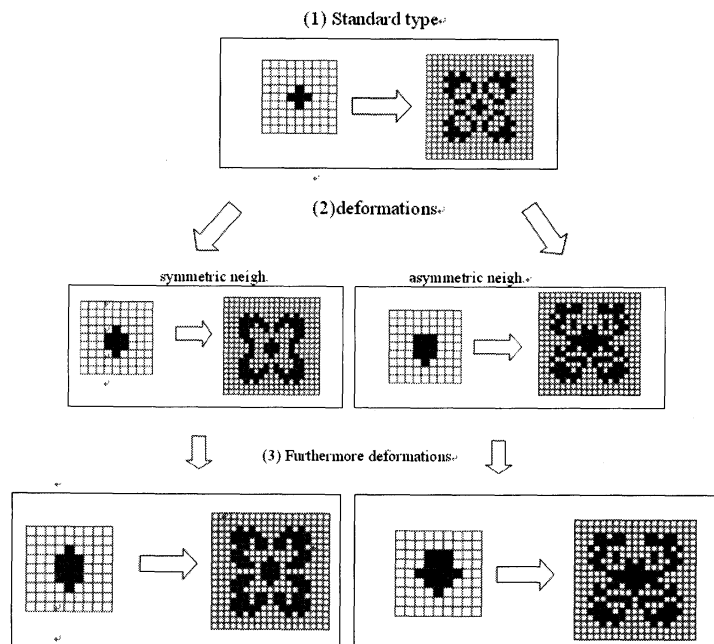 (1) Standard type
(2)deformations
symmetric neigh.
asymmetric neigh.
(3) Furthermore deformations